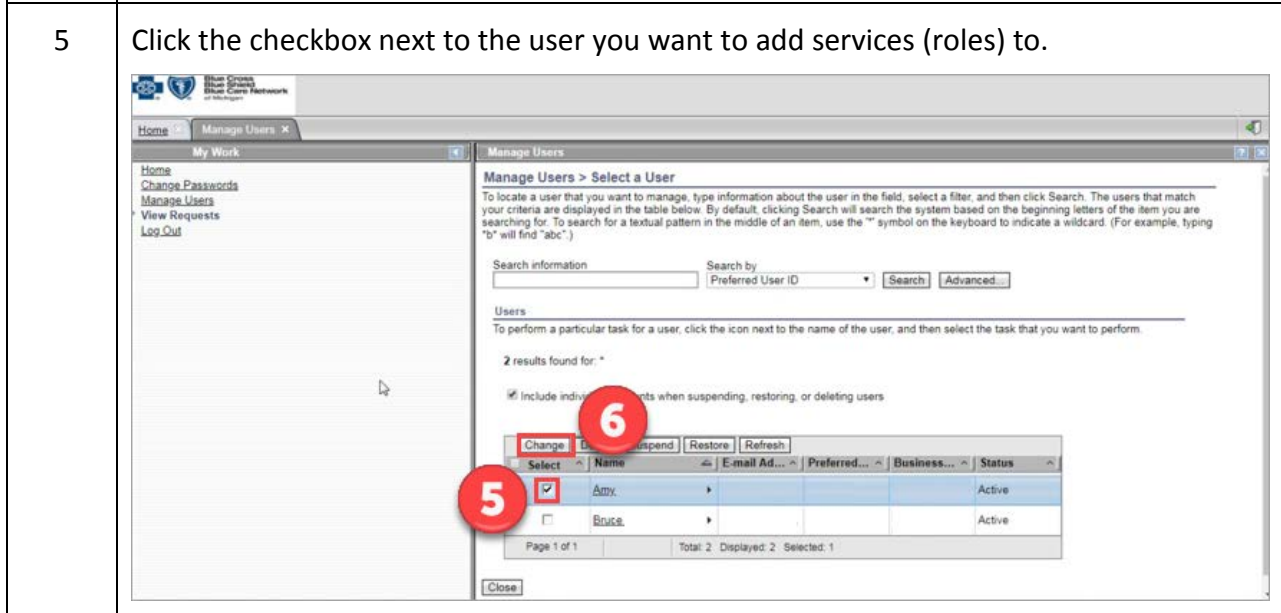 5
Click the checkbox next to the user you want to add services (roles) to.
Blue Cross
Blue Shield
Blue Care Network
of Michigan
Home
Manage Users ×
My Work
Home
Change Passwords
Manage Users
View Requests
Log Out
Manage Users
Manage Users > Select a User
To locate a user that you want to manage, type information about the user in the field, select a filter, and then click Search. The users that match
your criteria are displayed in the table below. By default, clicking Search will search the system based on the beginning letters of the item you are
searching for. To search for a textual pattern in the middle of an item, use the "*" symbol on the keyboard to indicate a wildcard. (For example, typing
*b* will find "abc".)
Search information
Search by
Preferred User ID
Search
Advanced...
Users
To perform a particular task for a user, click the icon next to the name of the user, and then select the task that you want to perform.
2 results found for: *
Include when suspending, restoring, or deleting users
6
Change Restore Refresh
Select Name E-mail Ad... Preferred... Business... Status
5
Amy Active
Bruce Active
Page 1 of 1 Total: 2 Displayed: 2 Selected: 1
Close